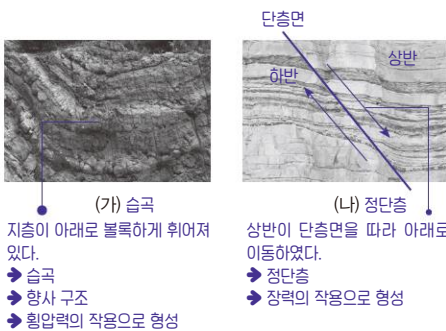 단층면
상반
하반
(가) 습곡
지층이 아래로 볼록하게 휘어져
있다.
➔ 습곡
➔ 향사 구조
➔ 횡압력의 작용으로 형성
(나) 정단층
상반이 단층면을 따라 아래로
이동하였다.
➔ 정단층
➔ 장력의 작용으로 형성